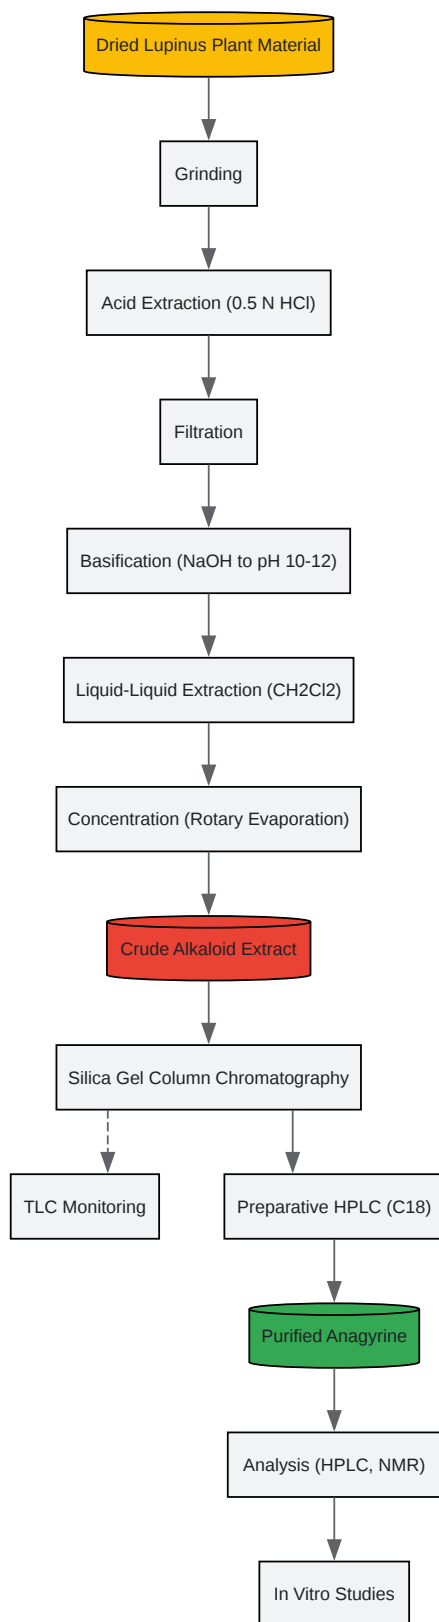 Dried Lupinus Plant Material
Grinding
Acid Extraction (0.5 N HCl)
Filtration
Basification (NaOH to pH 10-12)
Liquid-Liquid Extraction (CH2Cl2)
Concentration (Rotary Evaporation)
Crude Alkaloid Extract
Silica Gel Column Chromatography
TLC Monitoring
Preparative HPLC (C18)
Purified Anagyrine
Analysis (HPLC, NMR)
In Vitro Studies